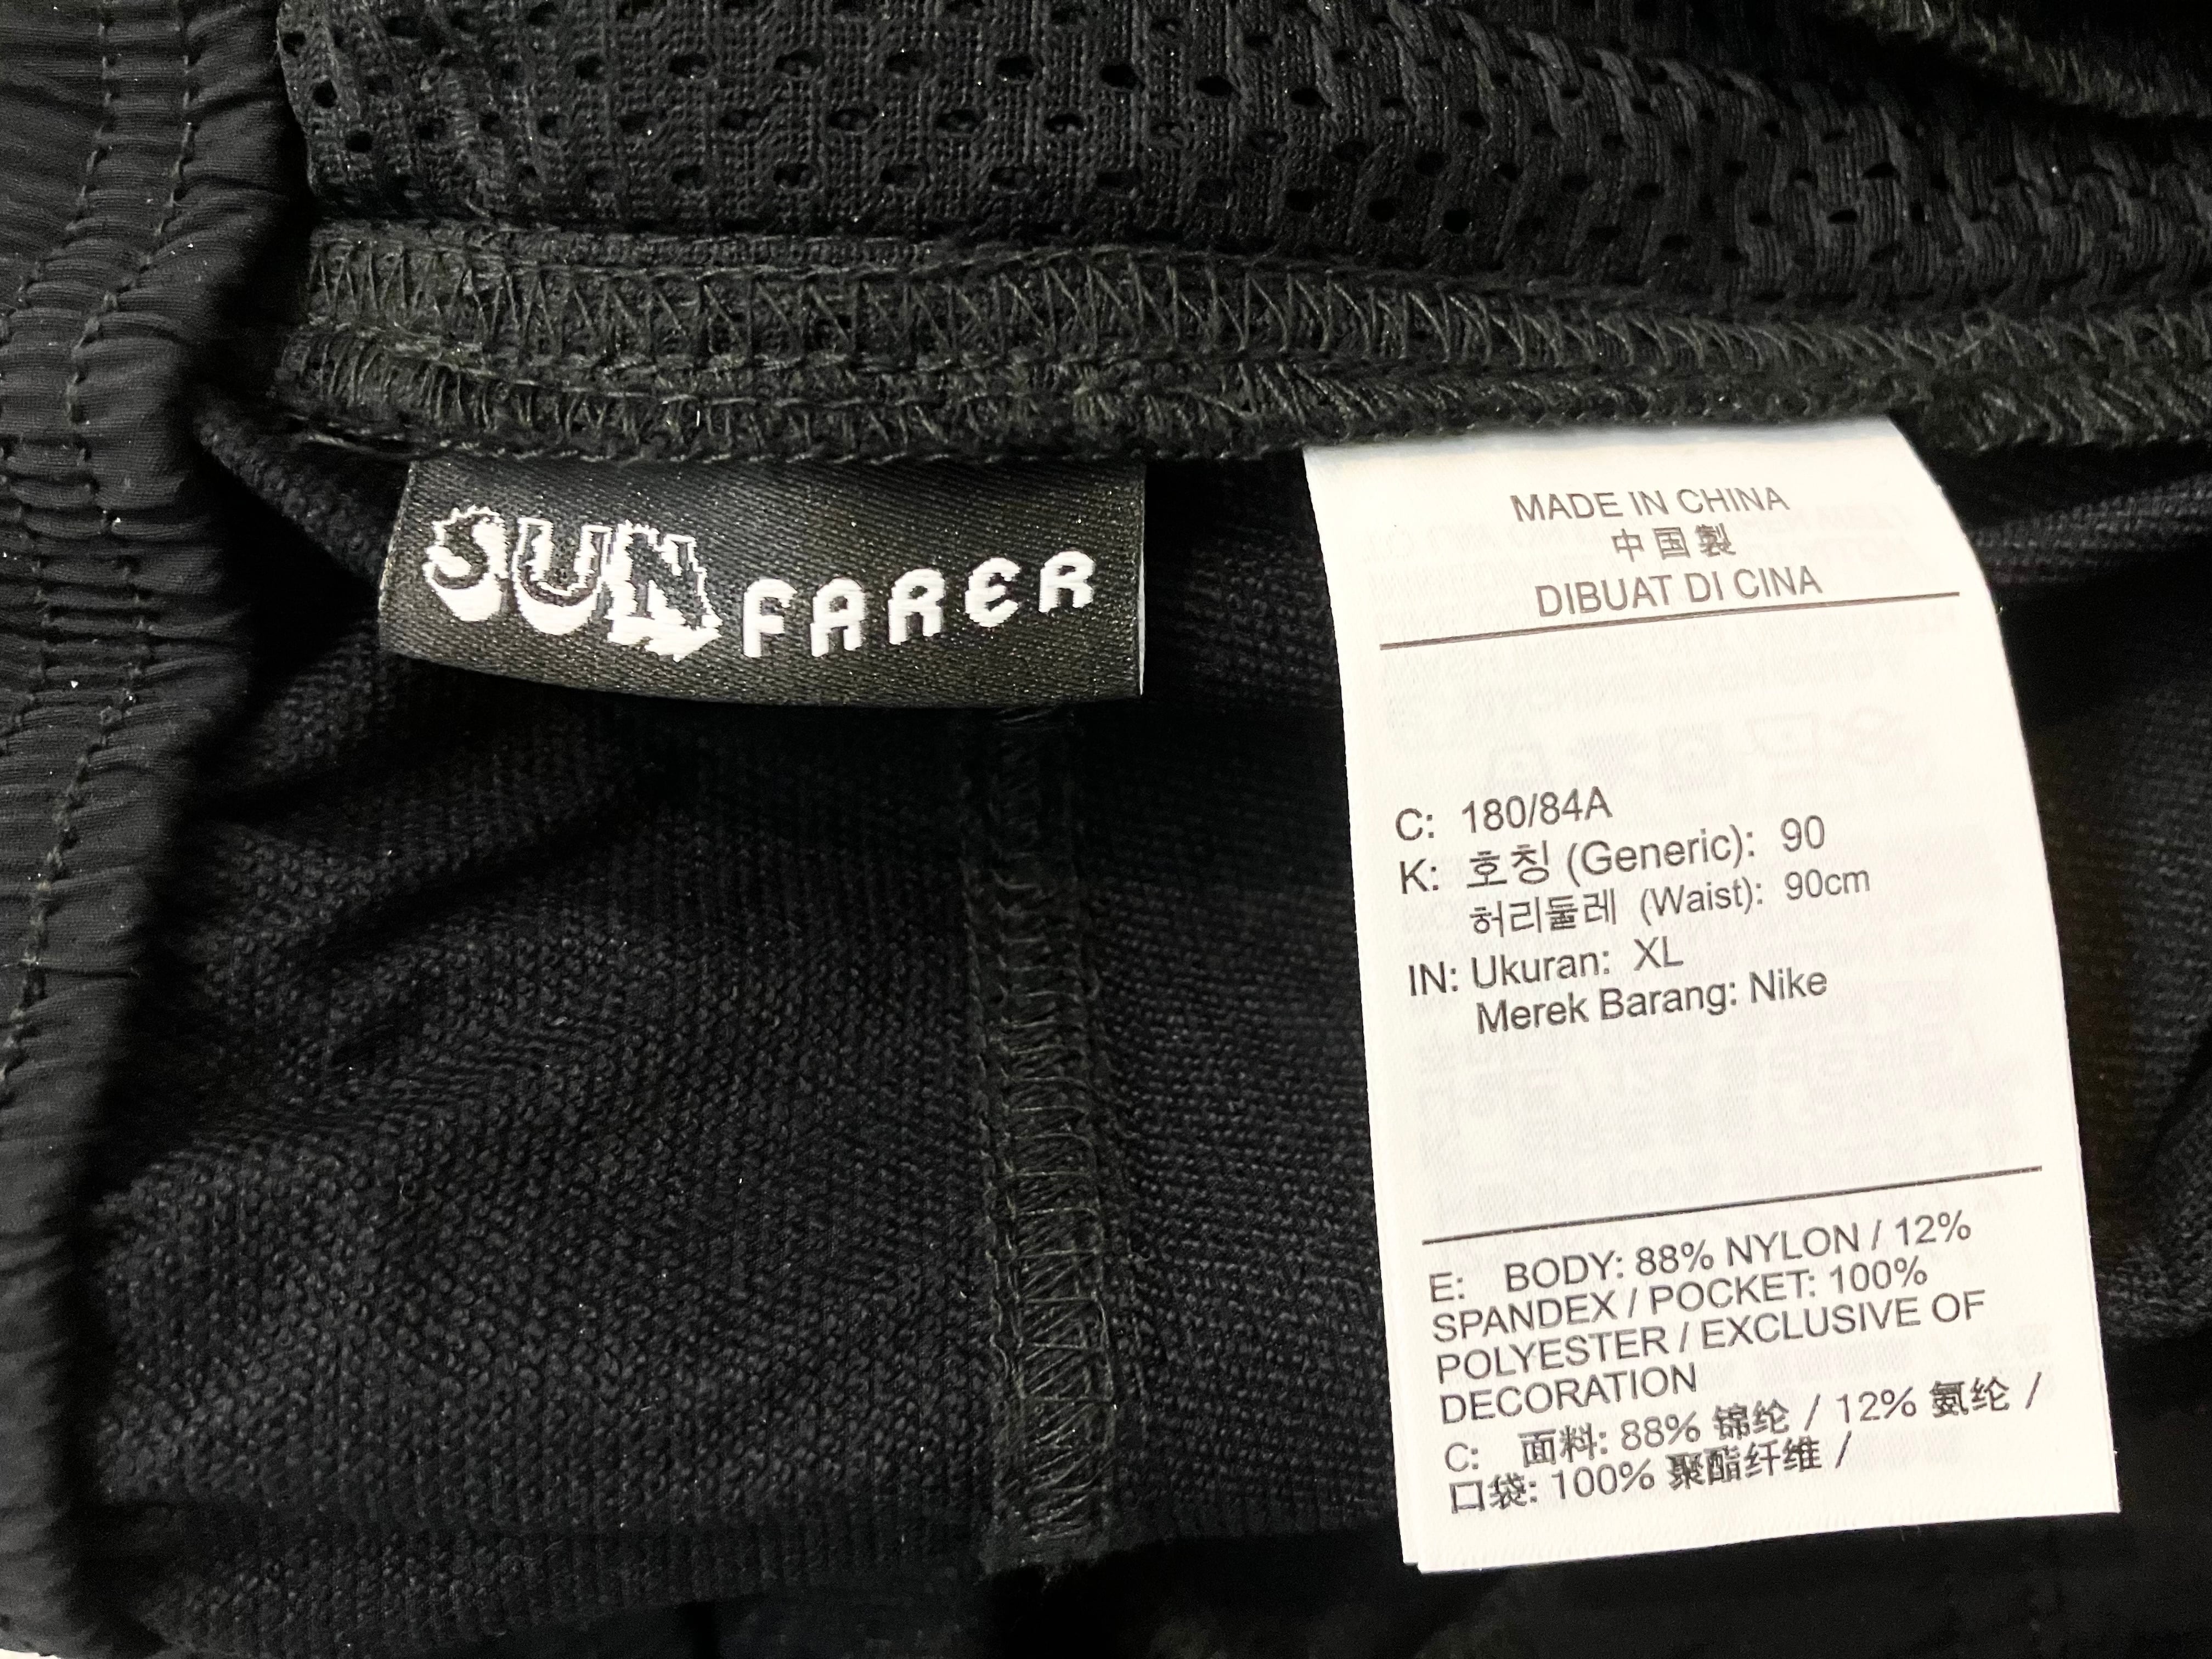 SUN FARER
MADE IN CHINA
中国製
DIBUAT DI CINA
C: 180/84A
K: 호칭 (Generic): 90
허리둘레 (Waist): 90cm
IN: Ukuran: XL
Merek Barang: Nike
E: BODY: 88% NYLON / 12%
SPANDEX / POCKET: 100%
POLYESTER / EXCLUSIVE OF
DECORATION
C: 面料: 88% 锦纶 / 12% 氨纶 /
口袋: 100% 聚酯纤维 /